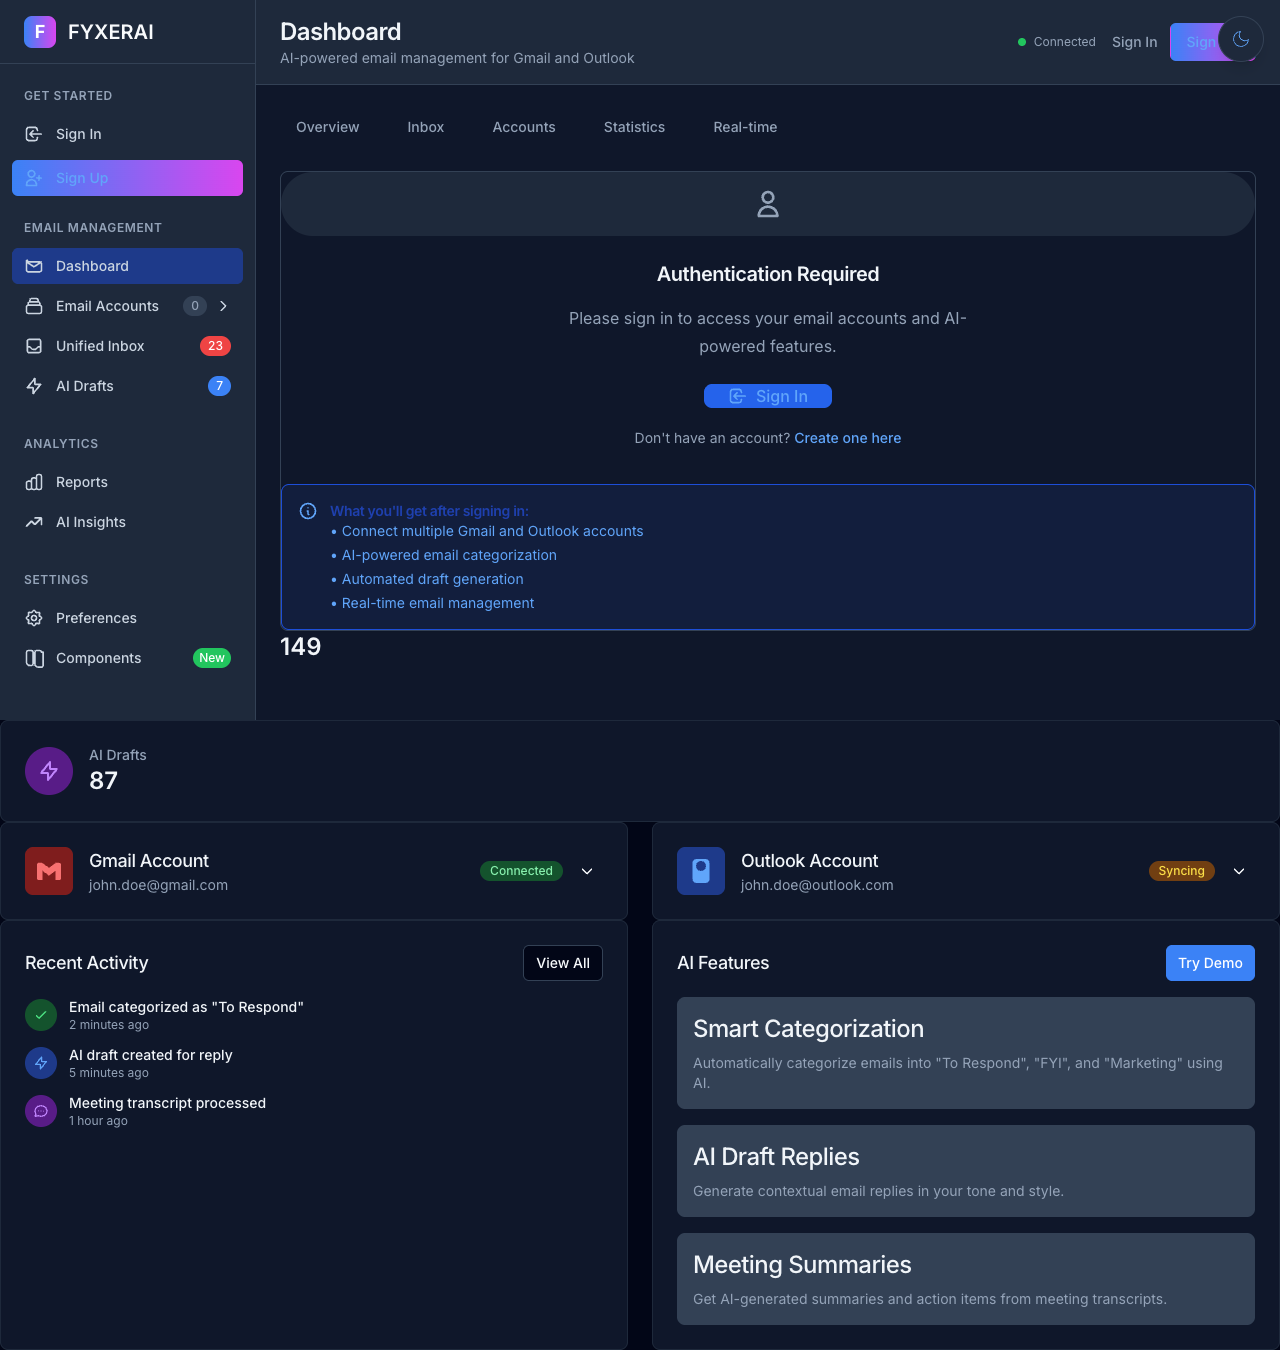 F FYXERAI
GET STARTED
Sign In
Sign Up
EMAIL MANAGEMENT
Dashboard
Email Accounts 0
Unified Inbox 23
AI Drafts 7
ANALYTICS
Reports
AI Insights
SETTINGS
Preferences
Components New
Dashboard
AI-powered email management for Gmail and Outlook
Connected Sign In Sign
Overview Inbox Accounts Statistics Real-time
Authentication Required
Please sign in to access your email accounts and AI-
powered features.
Sign In
Don't have an account? Create one here
What you'll get after signing in:
• Connect multiple Gmail and Outlook accounts
• AI-powered email categorization
• Automated draft generation
• Real-time email management
149
AI Drafts
87
Gmail Account
john.doe@gmail.com
Connected
Outlook Account
john.doe@outlook.com
Syncing
Recent Activity
View All
Email categorized as "To Respond"
2 minutes ago
AI draft created for reply
5 minutes ago
Meeting transcript processed
1 hour ago
AI Features
Try Demo
Smart Categorization
Automatically categorize emails into "To Respond", "FYI", and "Marketing" using
AI.
AI Draft Replies
Generate contextual email replies in your tone and style.
Meeting Summaries
Get AI-generated summaries and action items from meeting transcripts.